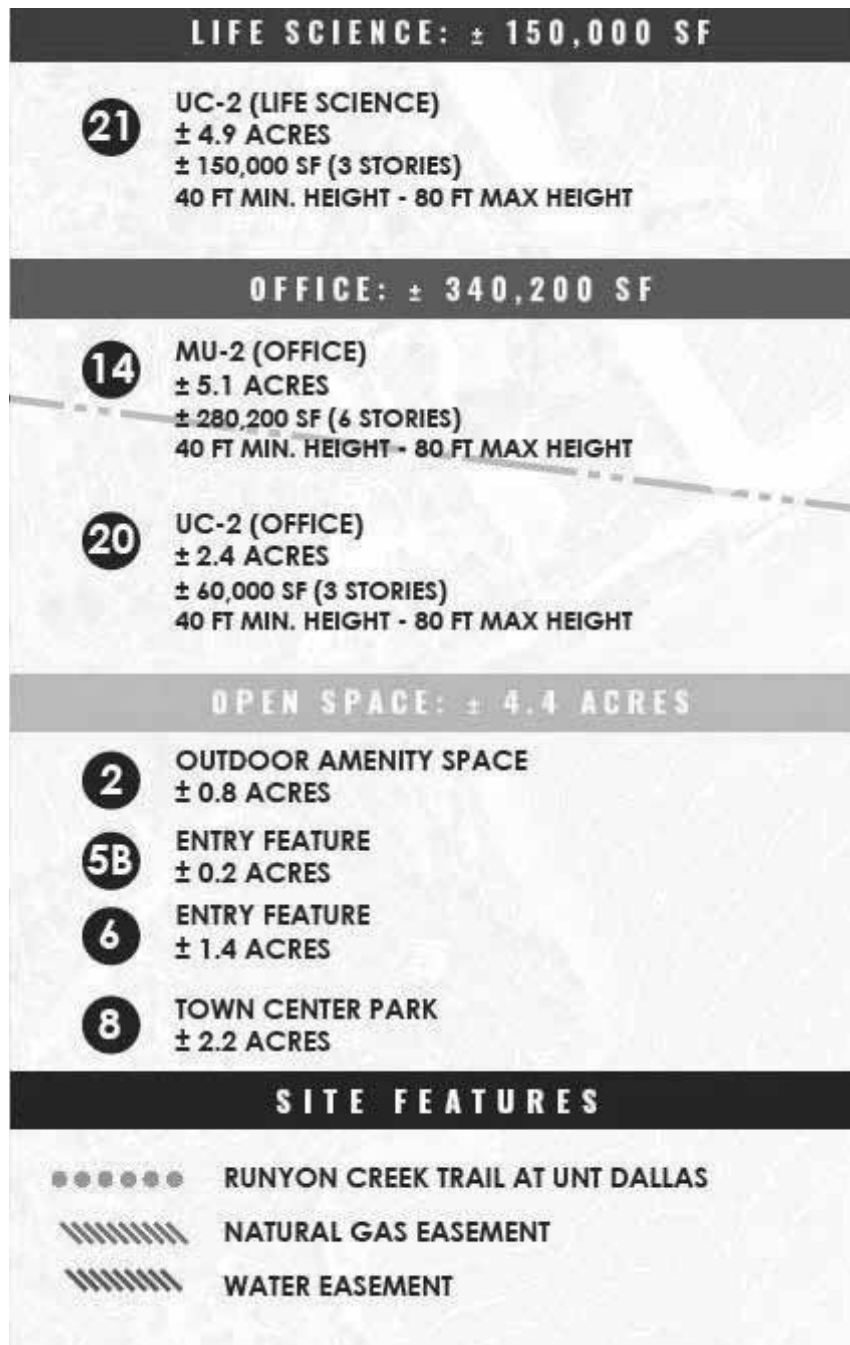 LIFE SCIENCE: ± 150,000 SF
21
UC-2 (LIFE SCIENCE)
± 4.9 ACRES
± 150,000 SF (3 STORIES)
40 FT MIN. HEIGHT - 80 FT MAX HEIGHT
OFFICE: ± 340,200 SF
14
MU-2 (OFFICE)
± 5.1 ACRES
± 280,200 SF (6 STORIES)
40 FT MIN. HEIGHT - 80 FT MAX HEIGHT
20
UC-2 (OFFICE)
± 2.4 ACRES
± 60,000 SF (3 STORIES)
40 FT MIN. HEIGHT - 80 FT MAX HEIGHT
OPEN SPACE: ± 4.4 ACRES
2
OUTDOOR AMENITY SPACE
± 0.8 ACRES
5B
ENTRY FEATURE
± 0.2 ACRES
6
ENTRY FEATURE
± 1.4 ACRES
8
TOWN CENTER PARK
± 2.2 ACRES
SITE FEATURES
RUNYON CREEK TRAIL AT UNT DALLAS
NATURAL GAS EASEMENT
WATER EASEMENT